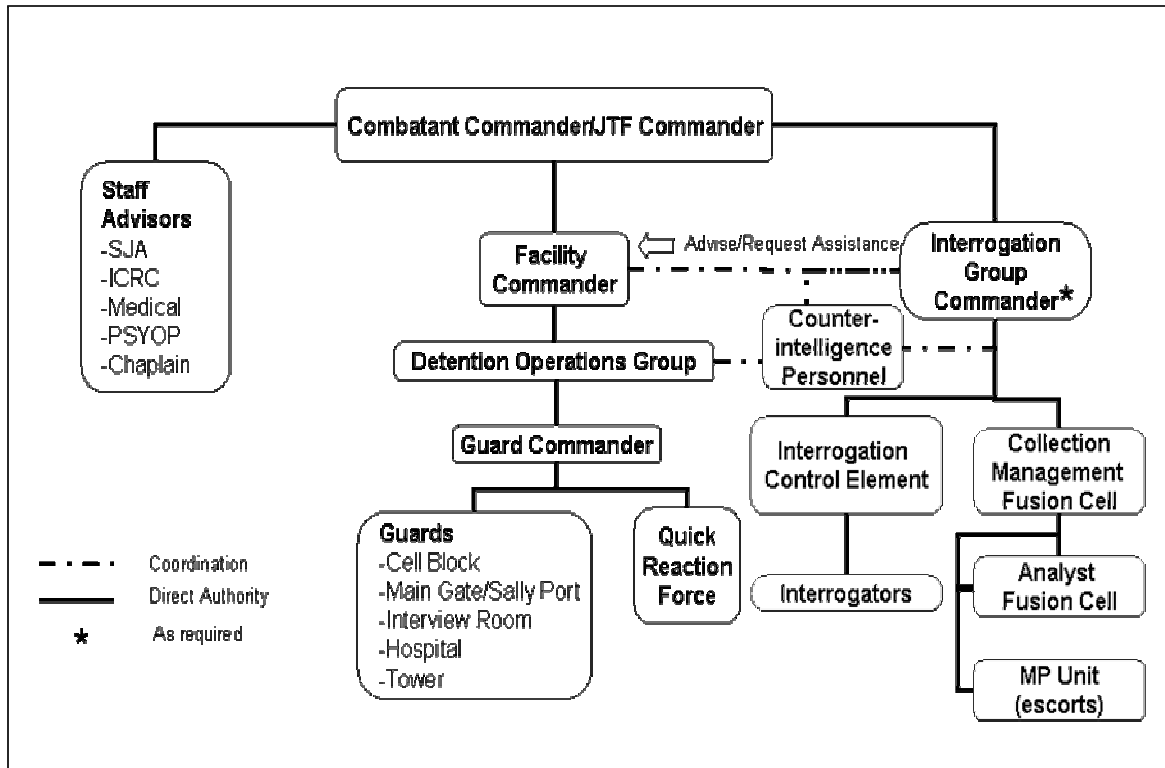 Combatant Commander/JTF Commander
Staff
Advisors
-SJA
-ICRC
-Medical
-PSYOP
-Chaplain
Facility
Commander
Advise/Request Assistance
Interrogation
Group
Commander*
Counter-
intelligence
Personnel
Detention Operations Group
Guard Commander
Interrogation
Control Element
Collection
Management
Fusion Cell
Guards
-Cell Block
-Main Gate/Sally Port
-Interview Room
-Hospital
-Tower
Quick
Reaction
Force
Interrogators
Analyst
Fusion Cell
MP Unit
(escorts)
Coordination
Direct Authority
* As required